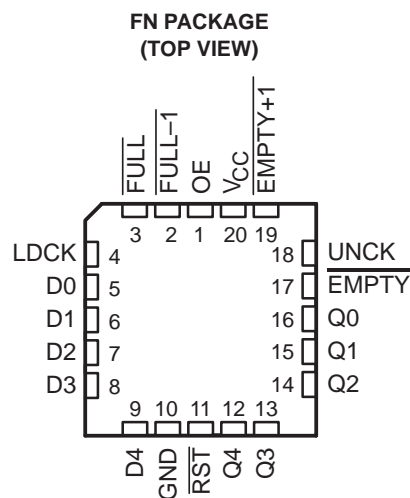 FN PACKAGE
(TOP VIEW)
FULL
FULL–1
OE
VCC
EMPTY+1
3 2 1 20 19
LDCK 4
D0 5
D1 6
D2 7
D3 8
18 UNCK
17 EMPTY
16 Q0
15 Q1
14 Q2
9 10 11 12 13
D4
GND
RST
Q4
Q3